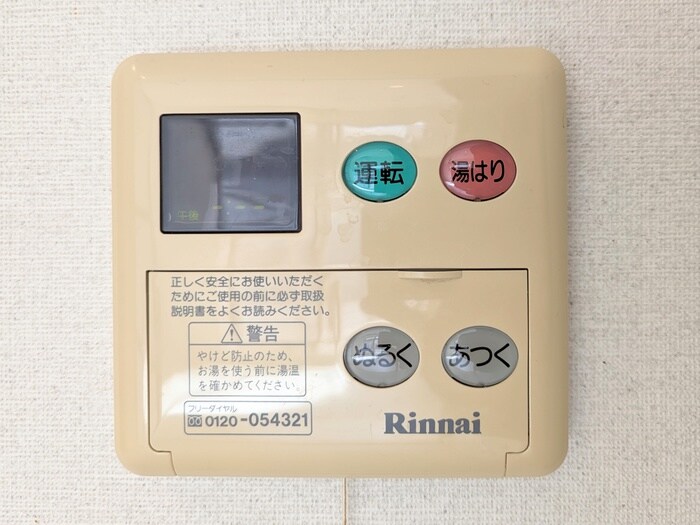 午後
運転
湯はり
正しく安全にお使いいただく
ためにご使用の前に必ず取扱
説明書をよくお読みください。
警告
やけど防止のため、
お湯を使う前に湯温
を確かめてください。
フリーダイヤル
0120-054321
ぬるく
あつく
Rinnai